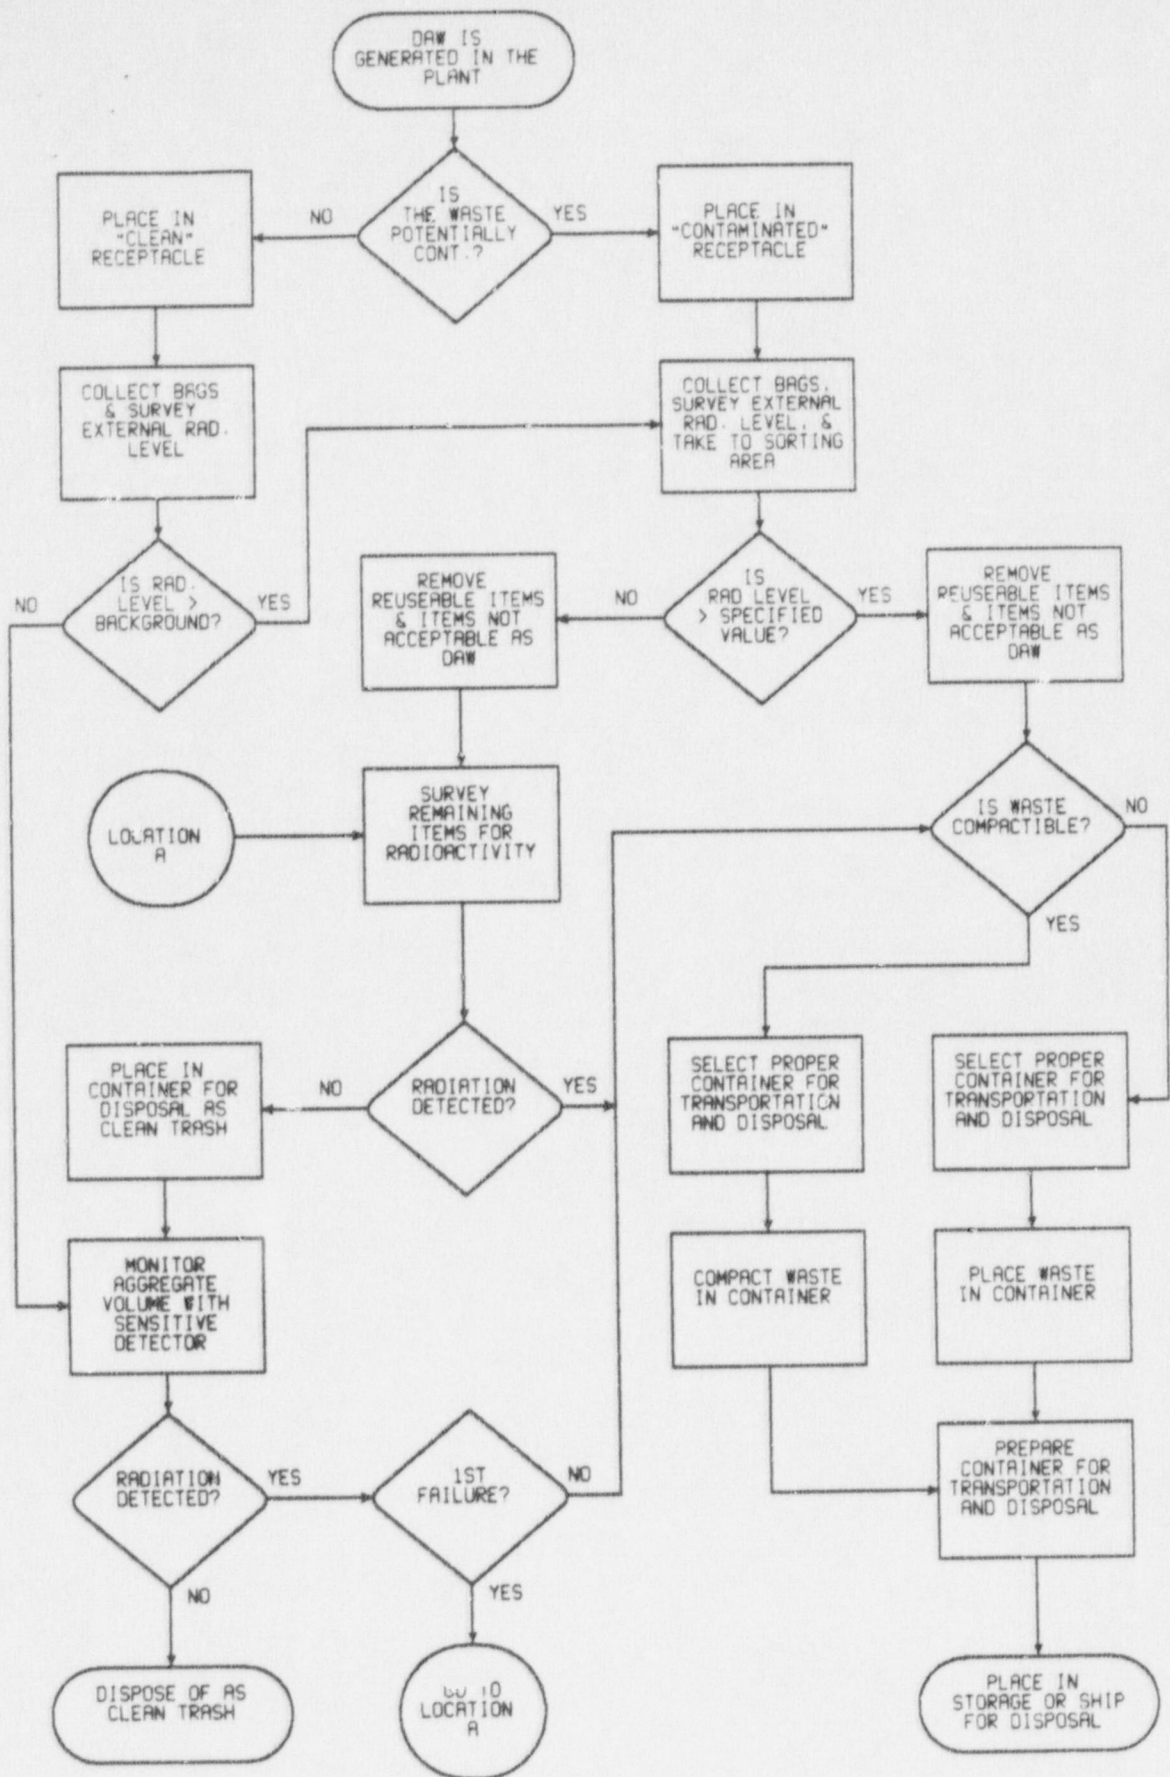 DAW IS
GENERATED IN THE
PLANT
IS
THE WASTE
POTENTIALLY
CONT.?
NO
YES
PLACE IN
"CLEAN"
RECEPTACLE
PLACE IN
"CONTAMINATED"
RECEPTACLE
COLLECT BAGS
& SURVEY
EXTERNAL RAD.
LEVEL
COLLECT BAGS,
SURVEY EXTERNAL
RAD. LEVEL, &
TAKE TO SORTING
AREA
IS RAD.
LEVEL >
BACKGROUND?
NO
YES
REMOVE
REUSEABLE ITEMS
& ITEMS NOT
ACCEPTABLE AS
DAW
NO
IS
RAD LEVEL
> SPECIFIED
VALUE?
YES
REMOVE
REUSEABLE ITEMS
& ITEMS NOT
ACCEPTABLE AS
DAW
LOCATION
A
SURVEY
REMAINING
ITEMS FOR
RADIOACTIVITY
IS WASTE
COMPACTIBLE?
NO
YES
PLACE IN
CONTAINER FOR
DISPOSAL AS
CLEAN TRASH
NO
RADIATION
DETECTED?
YES
SELECT PROPER
CONTAINER FOR
TRANSPORTATION
AND DISPOSAL
SELECT PROPER
CONTAINER FOR
TRANSPORTATION
AND DISPOSAL
MONITOR
AGGREGATE
VOLUME WITH
SENSITIVE
DETECTOR
COMPACT WASTE
IN CONTAINER
PLACE WASTE
IN CONTAINER
RADIATION
DETECTED?
YES
NO
1ST
FAILURE?
NO
YES
PREPARE
CONTAINER FOR
TRANSPORTATION
AND DISPOSAL
DISPOSE OF AS
CLEAN TRASH
GO TO
LOCATION
A
PLACE IN
STORAGE OR SHIP
FOR DISPOSAL